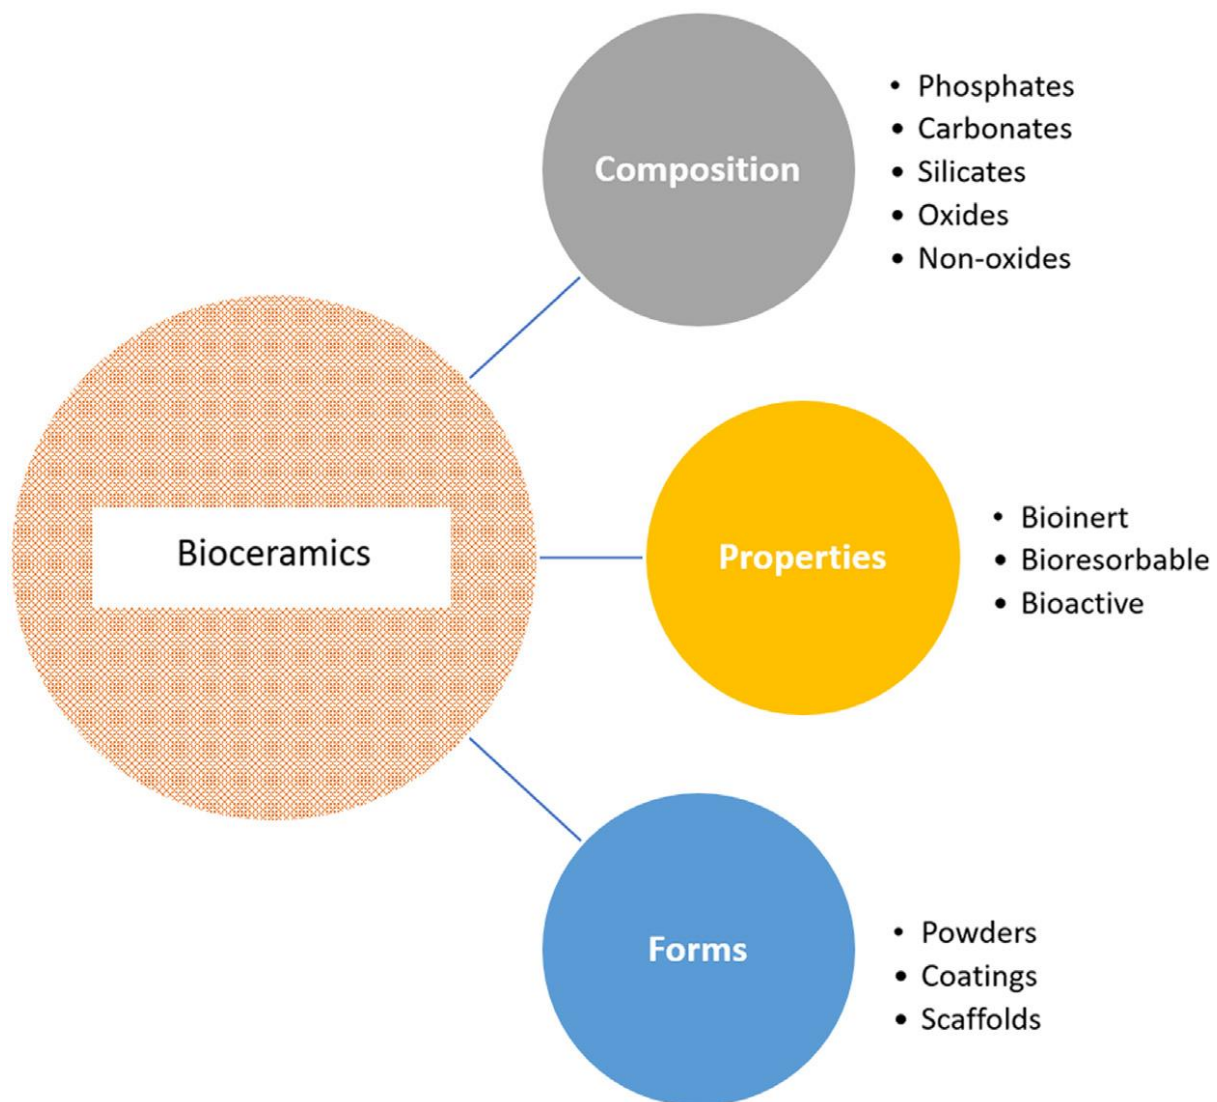 Bioceramics
Composition
• Phosphates
• Carbonates
• Silicates
• Oxides
• Non-oxides
Properties
• Bioinert
• Bioresorbable
• Bioactive
Forms
• Powders
• Coatings
• Scaffolds